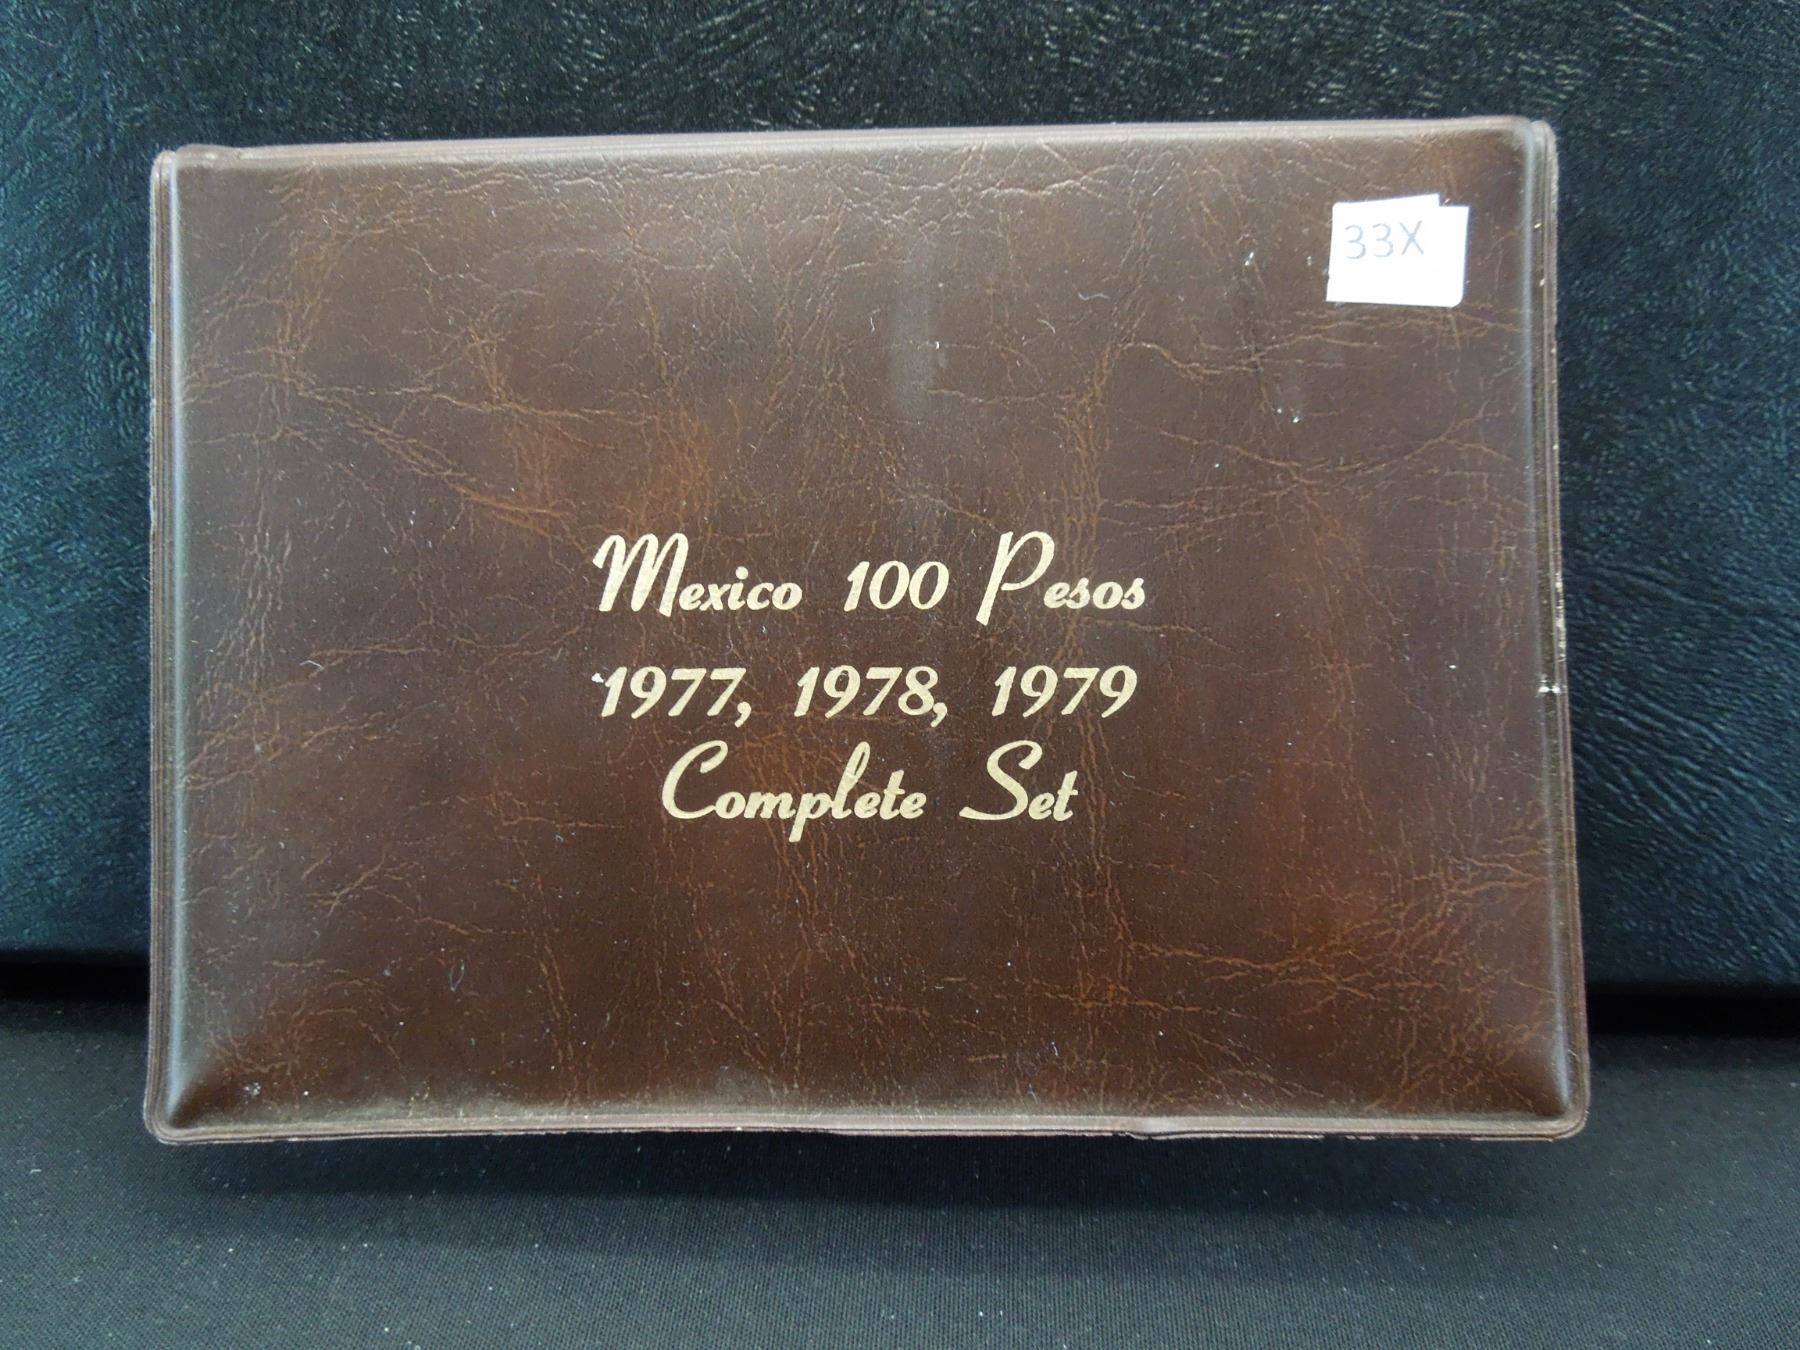 33X
Mexico 100 Pesos
1977, 1978, 1979
Complete Set